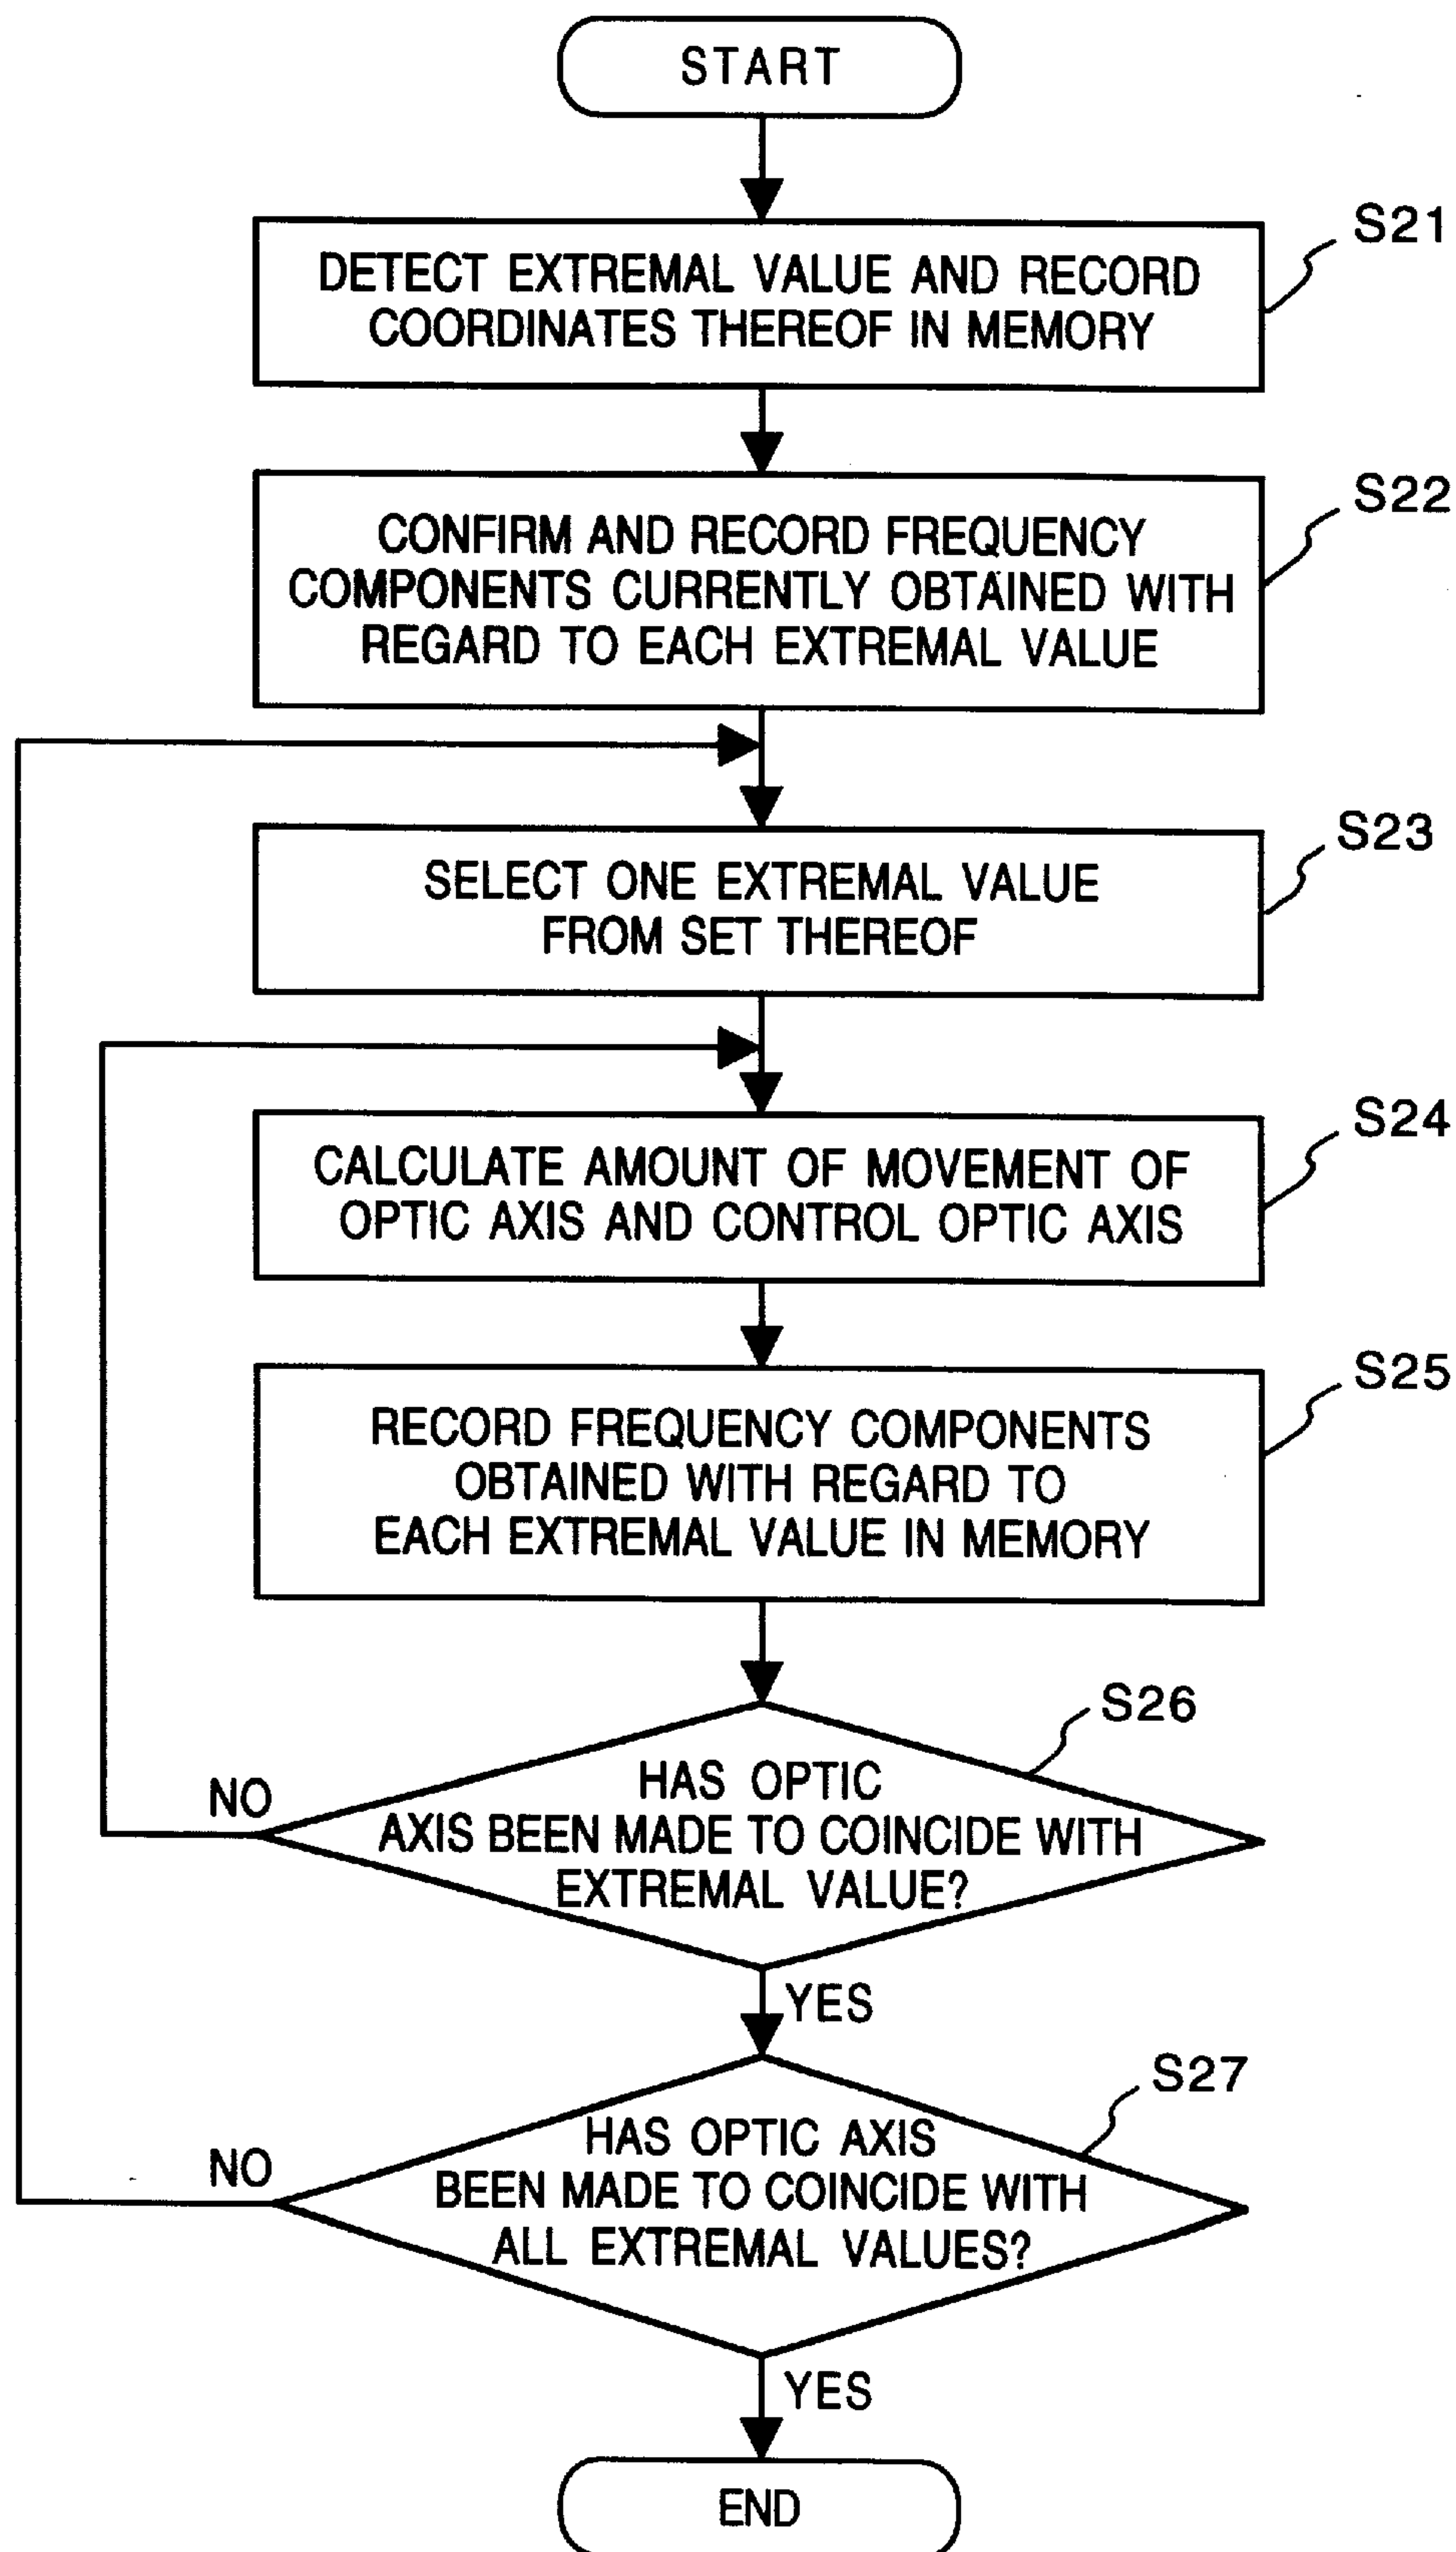 START
S21
DETECT EXTREMAL VALUE AND RECORD
COORDINATES THEREOF IN MEMORY
S22
CONFIRM AND RECORD FREQUENCY
COMPONENTS CURRENTLY OBTAINED WITH
REGARD TO EACH EXTREMAL VALUE
S23
SELECT ONE EXTREMAL VALUE
FROM SET THEREOF
S24
CALCULATE AMOUNT OF MOVEMENT OF
OPTIC AXIS AND CONTROL OPTIC AXIS
S25
RECORD FREQUENCY COMPONENTS
OBTAINED WITH REGARD TO
EACH EXTREMAL VALUE IN MEMORY
S26
NO
HAS OPTIC
AXIS BEEN MADE TO COINCIDE WITH
EXTREMAL VALUE?
YES
S27
NO
HAS OPTIC AXIS
BEEN MADE TO COINCIDE WITH
ALL EXTREMAL VALUES?
YES
END